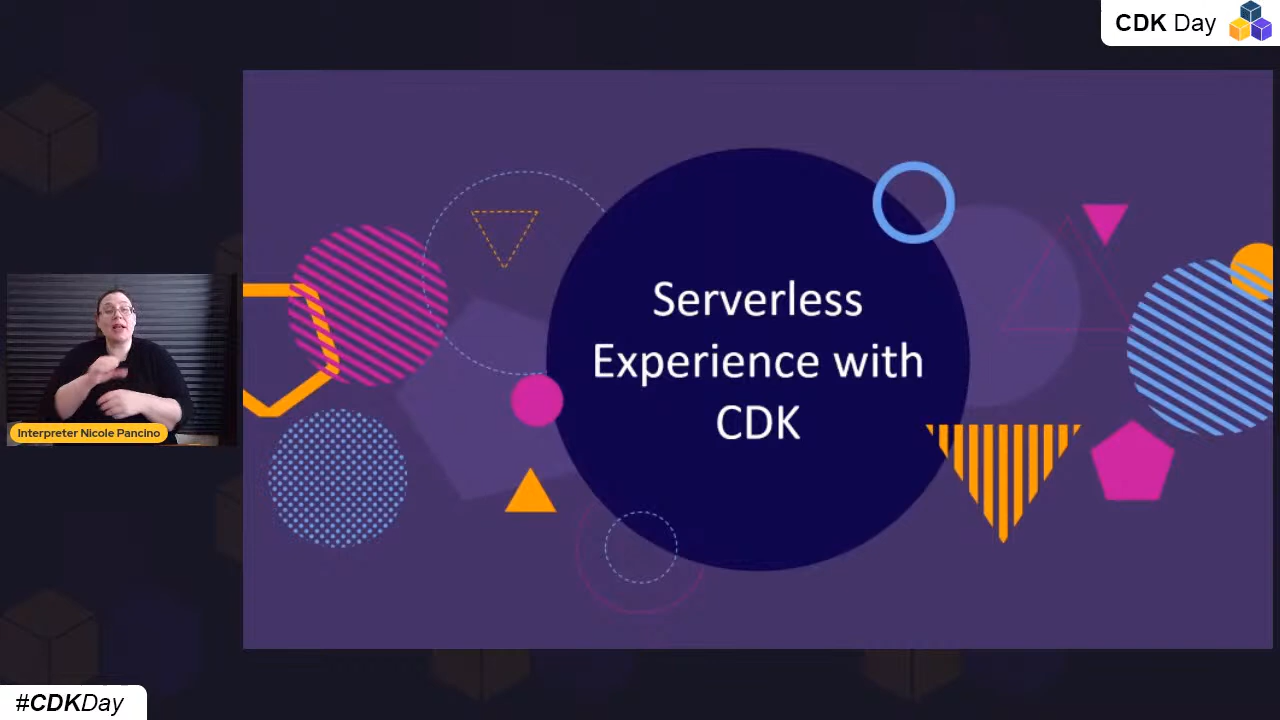 CDK Day
Serverless
Experience with
CDK
Interpreter Nicole Pancino
#CDKDay